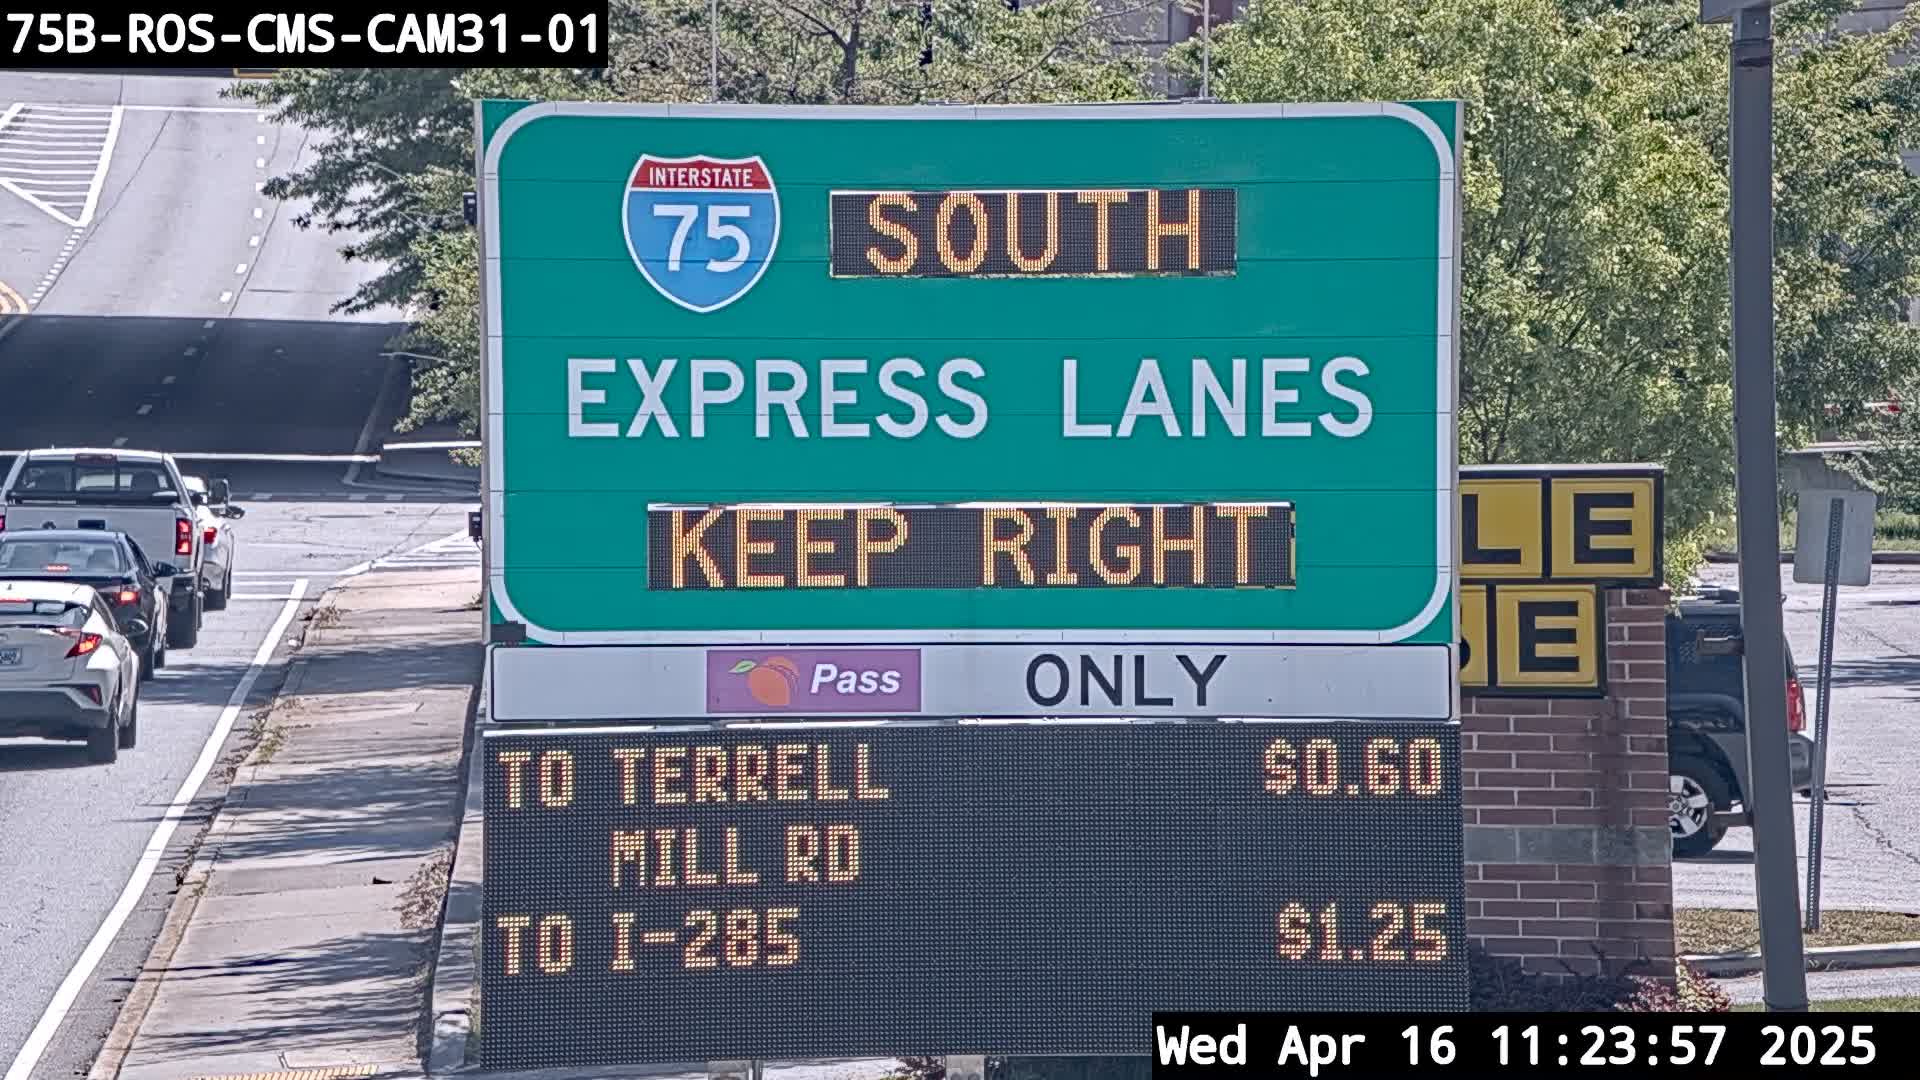 75B-ROS-CMS-CAM31-01
INTERSTATE
75
SOUTH
EXPRESS LANES
KEEP RIGHT
Pass ONLY
TO TERRELL $0.60
MILL RD
TO I-285 $1.25
LE
E
Wed Apr 16 11:23:57 2025